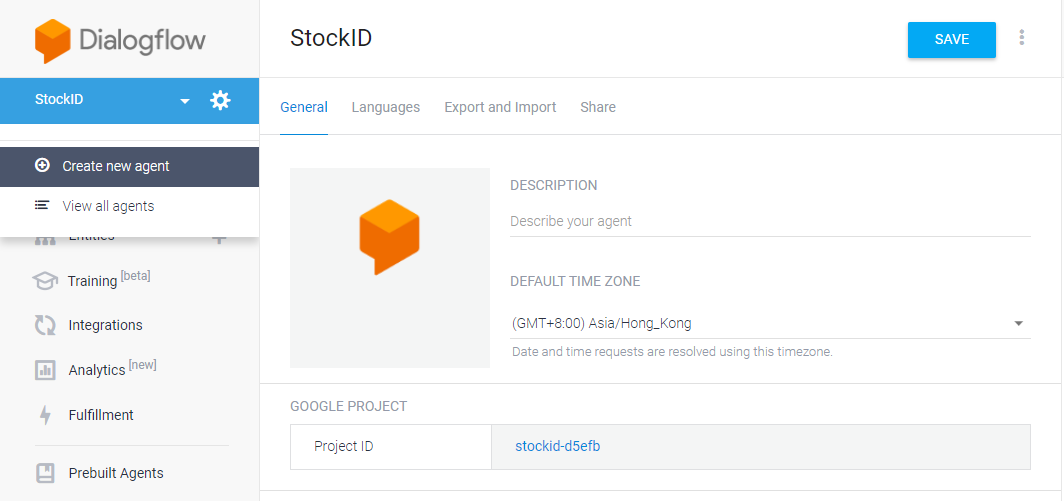 Dialogflow
StockID
Create new agent
View all agents
Entities
Training [beta]
Integrations
Analytics [new]
Fulfillment
Prebuilt Agents
StockID
SAVE
General Languages Export and Import Share
DESCRIPTION
Describe your agent
DEFAULT TIME ZONE
(GMT+8:00) Asia/Hong_Kong
Date and time requests are resolved using this timezone.
GOOGLE PROJECT
Project ID stockid-d5efb